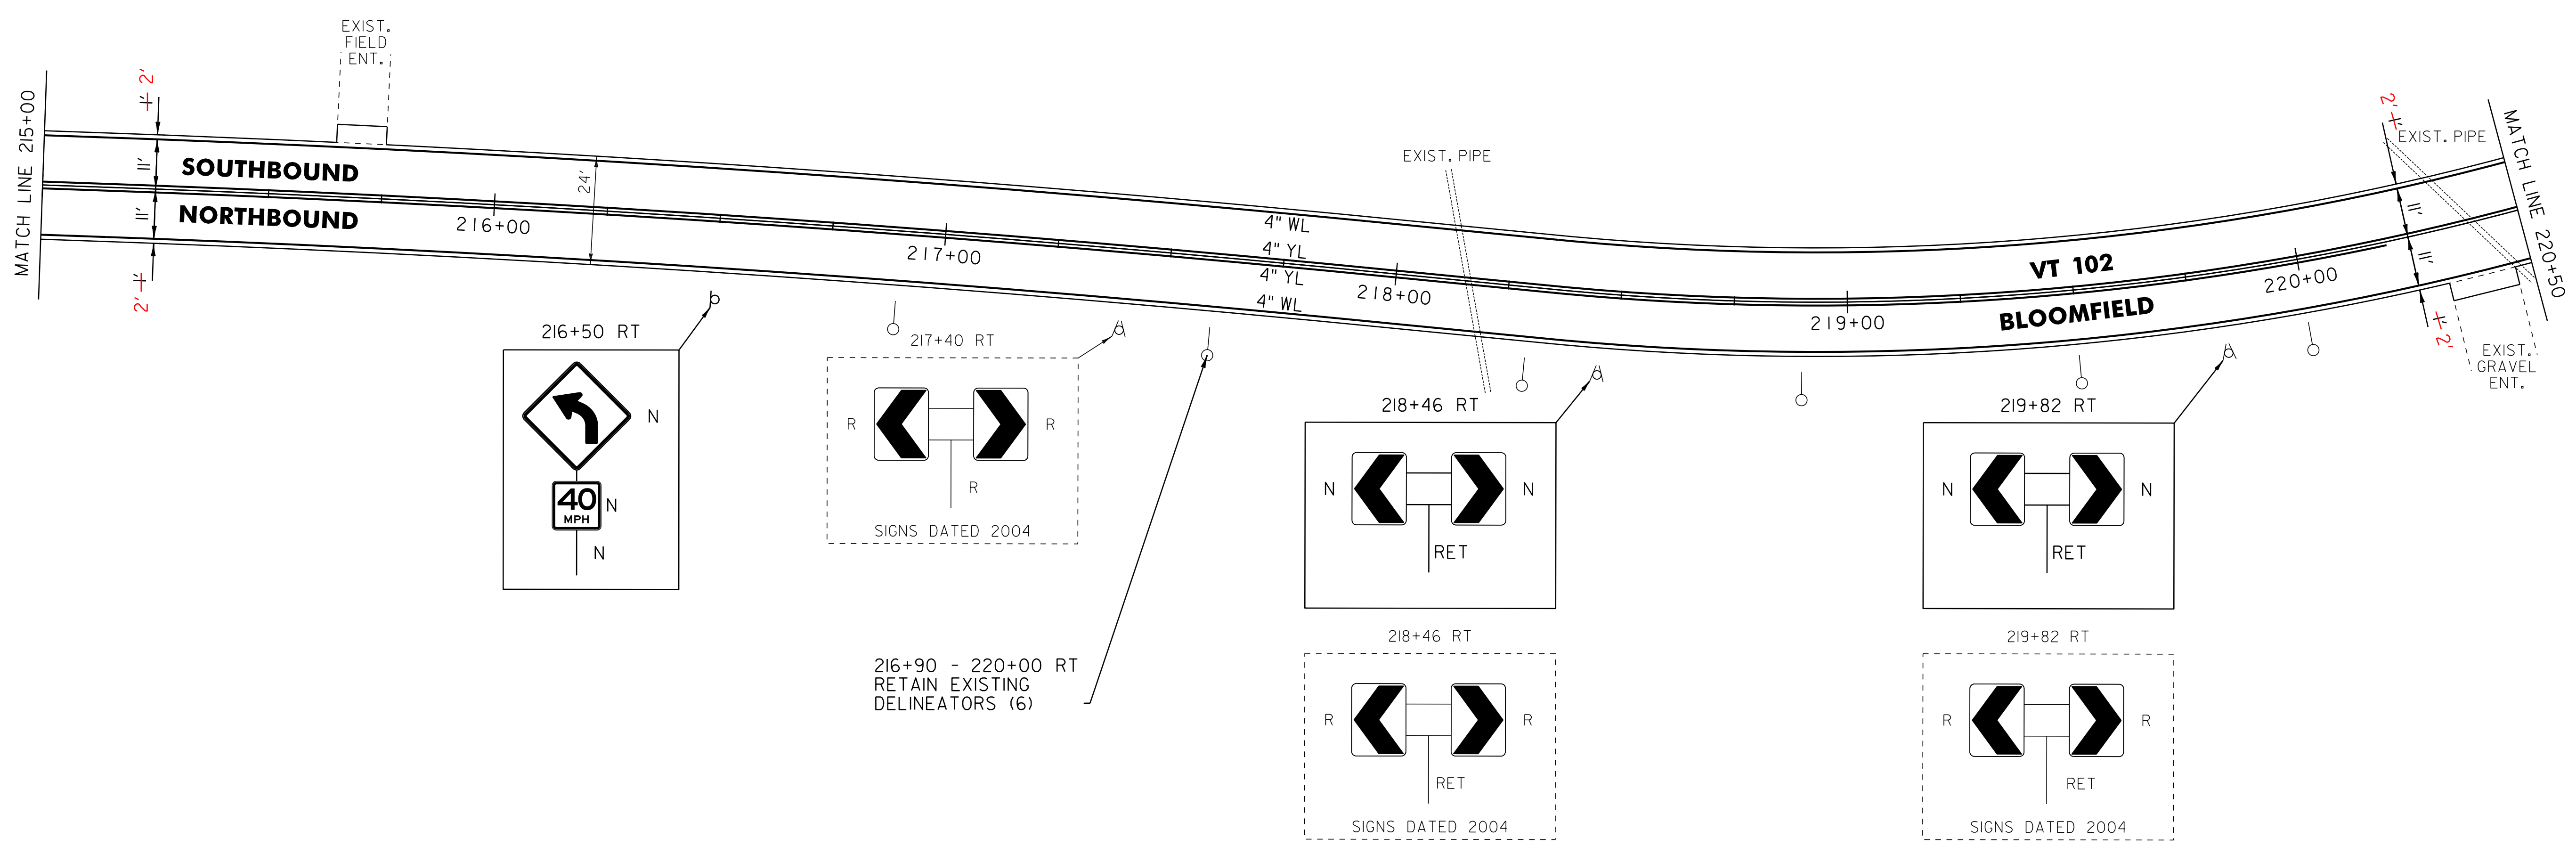 EXIST.
FIELD
ENT.
MATCH LINE 215+00
1' 2'
11'
11'
2' 1'
SOUTHBOUND
NORTHBOUND
216+00
24'
217+00
4" WL
4" YL
4" YL
4" WL
EXIST. PIPE
218+00
219+00
VT 102
BLOOMFIELD
220+00
2' 1'
EXIST. PIPE
11'
11'
1' 2'
MATCH LINE 220+50
EXIST.
GRAVEL
ENT.
216+50 RT
N
40
MPH
N
N
217+40 RT
R
R
R
SIGNS DATED 2004
216+90 - 220+00 RT
RETAIN EXISTING
DELINEATORS (6)
218+46 RT
N
N
RET
218+46 RT
R
R
RET
SIGNS DATED 2004
219+82 RT
N
N
RET
219+82 RT
R
R
RET
SIGNS DATED 2004